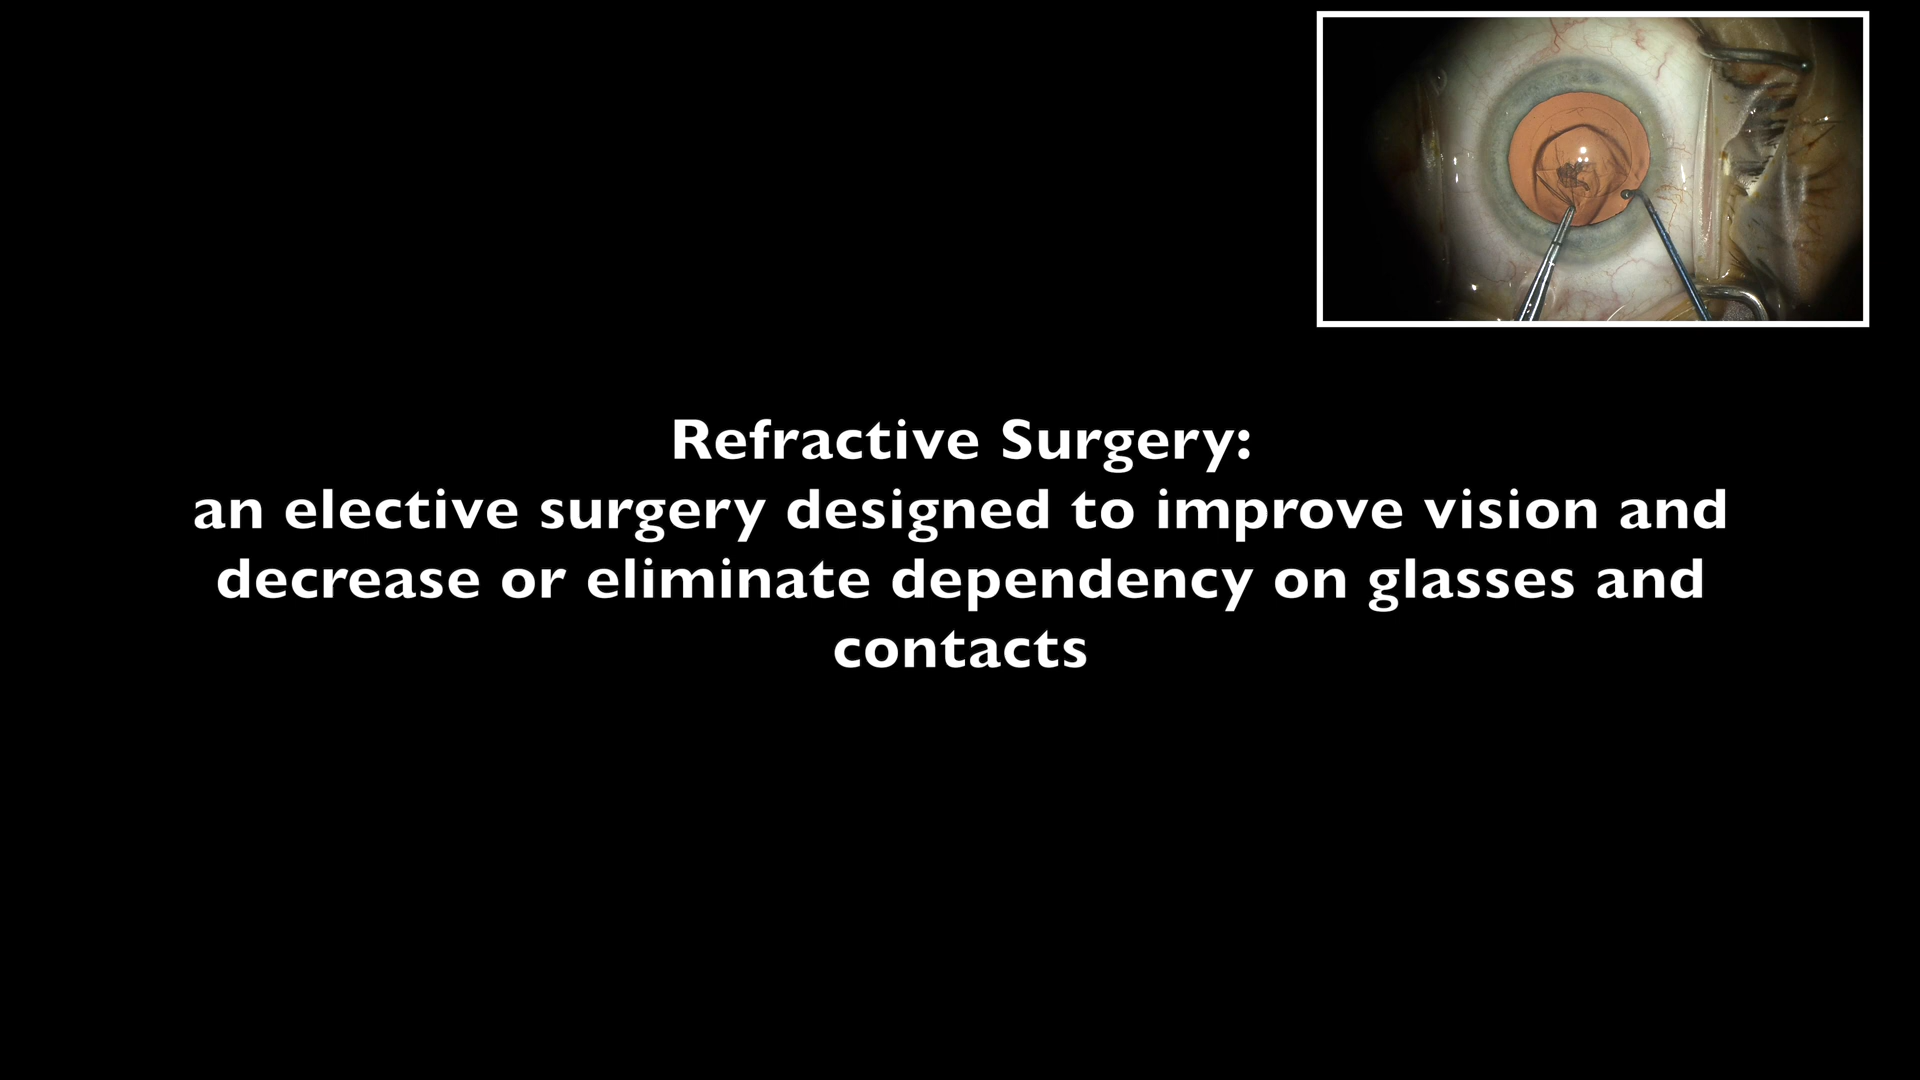 Refractive Surgery:
an elective surgery designed to improve vision and
decrease or eliminate dependency on glasses and
contacts